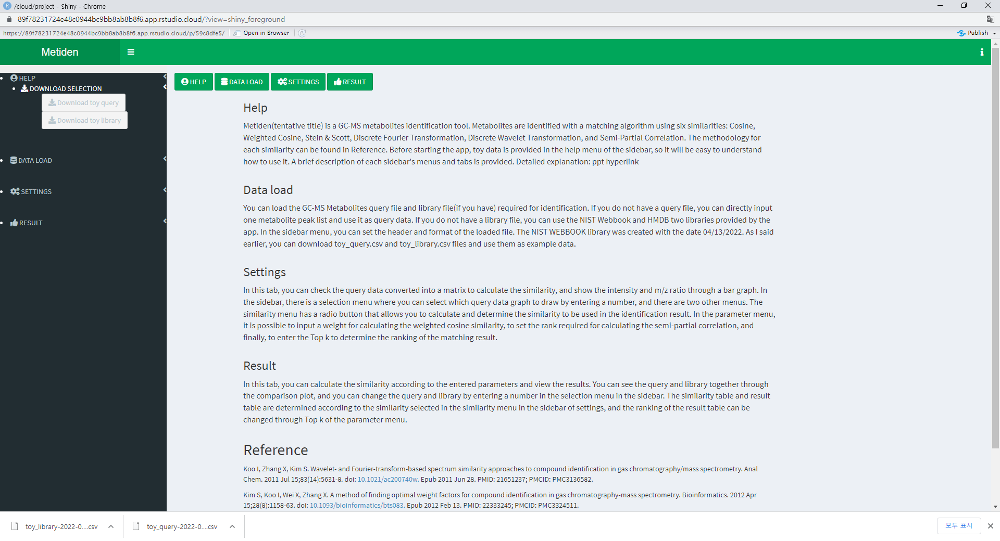 /cloud/project - Shiny - Chrome
89f78231724e48c0944bc9bb8ab8b8f6.app.rstudio.cloud/?view=shiny_foreground
https://89f78231724e48c0944bc9bb8ab8b8f6.app.rstudio.cloud/p/59c8dfe5/ Open in Browser Publish
Metiden
HELP
DOWNLOAD SELECTION
Download toy query
Download toy library
DATA LOAD
SETTINGS
RESULT
HELP DATA LOAD SETTINGS RESULT
Help
Metiden(tentative title) is a GC-MS metabolites identification tool. Metabolites are identified with a matching algorithm using six similarities: Cosine,
Weighted Cosine, Stein & Scott, Discrete Fourier Transformation, Discrete Wavelet Transformation, and Semi-Partial Correlation. The methodology for
each similarity can be found in Reference. Before starting the app, toy data is provided in the help menu of the sidebar, so it will be easy to understand
how to use it. A brief description of each sidebar's menus and tabs is provided. Detailed explanation: ppt hyperlink
Data load
You can load the GC-MS Metabolites query file and library file(if you have) required for identification. If you do not have a query file, you can directly input
one metabolite peak list and use it as query data. If you do not have a library file, you can use the NIST Webbook and HMDB two libraries provided by the
app. In the sidebar menu, you can set the header and format of the loaded file. The NIST WEBBOOK library was created with the date 04/13/2022. As I said
earlier, you can download toy_query.csv and toy_library.csv files and use them as example data.
Settings
In this tab, you can check the query data converted into a matrix to calculate the similarity, and show the intensity and m/z ratio through a bar graph. In
the sidebar, there is a selection menu where you can select which query data graph to draw by entering a number, and there are two other menus. The
similarity menu has a radio button that allows you to calculate and determine the similarity to be used in the identification result. In the parameter menu,
it is possible to input a weight for calculating the weighted cosine similarity, to set the rank required for calculating the semi-partial correlation, and
finally, to enter the Top k to determine the ranking of the matching result.
Result
In this tab, you can calculate the similarity according to the entered parameters and view the results. You can see the query and library together through
the comparison plot, and you can change the query and library by entering a number in the selection menu in the sidebar. The similarity table and result
table are determined according to the similarity selected in the similarity menu in the sidebar of settings, and the ranking of the result table can be
changed through Top k of the parameter menu.
Reference
Koo I, Zhang X, Kim S. Wavelet- and Fourier-transform-based spectrum similarity approaches to compound identification in gas chromatography/mass spectrometry. Anal
Chem. 2011 Jul 15;83(14):5631-8. doi: 10.1021/ac200740w. Epub 2011 Jun 28. PMID: 21651237; PMCID: PMC3136582.
Kim S, Koo I, Wei X, Zhang X. A method of finding optimal weight factors for compound identification in gas chromatography-mass spectrometry. Bioinformatics. 2012 Apr
15;28(8):1158-63. doi: 10.1093/bioinformatics/bts083. Epub 2012 Feb 13. PMID: 22333245; PMCID: PMC3324511.
toy_library-2022-0....csv toy_query-2022-0....csv 모두 표시